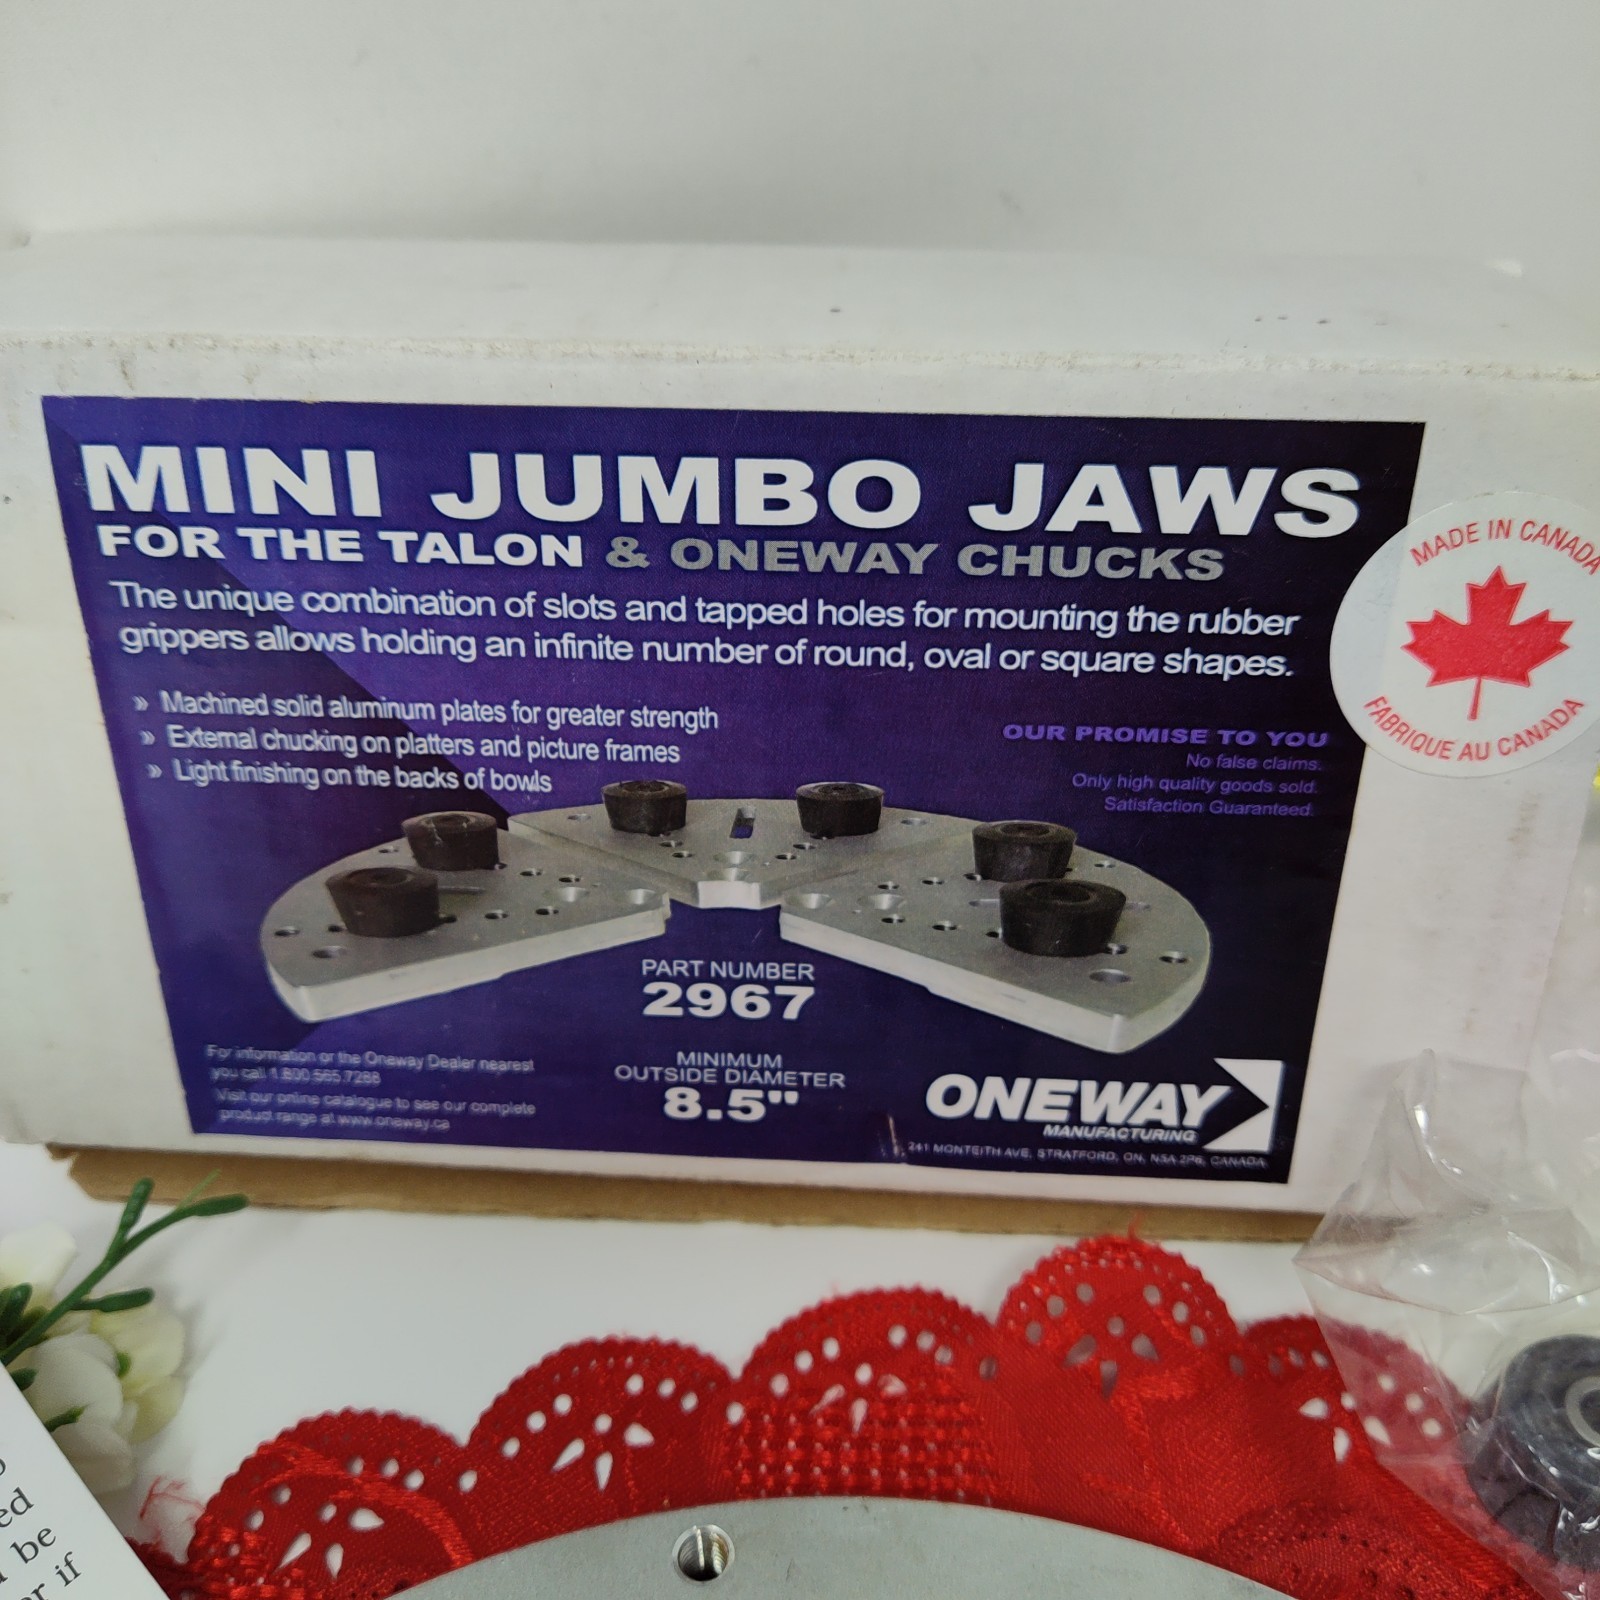 MINI JUMBO JAWS
FOR THE TALON & ONEWAY CHUCKS
The unique combination of slots and tapped holes for mounting the rubber
grippers allows holding an infinite number of round, oval or square shapes.
» Machined solid aluminum plates for greater strength
» External chucking on platters and picture frames
» Light finishing on the backs of bowls
OUR PROMISE TO YOU
No false claims.
Only high quality goods sold.
Satisfaction Guaranteed.
MADE IN CANADA
FABRIQUE AU CANADA
PART NUMBER
2967
MINIMUM
OUTSIDE DIAMETER
8.5"
For information or the Oneway Dealer nearest
you call 1.800.565.7288
Visit our online catalogue to see our complete
product range at www.oneway.ca
ONEWAY
MANUFACTURING
241 MONTEITH AVE, STRATFORD, ON, N5A 2P6, CANADA
ed
be
if